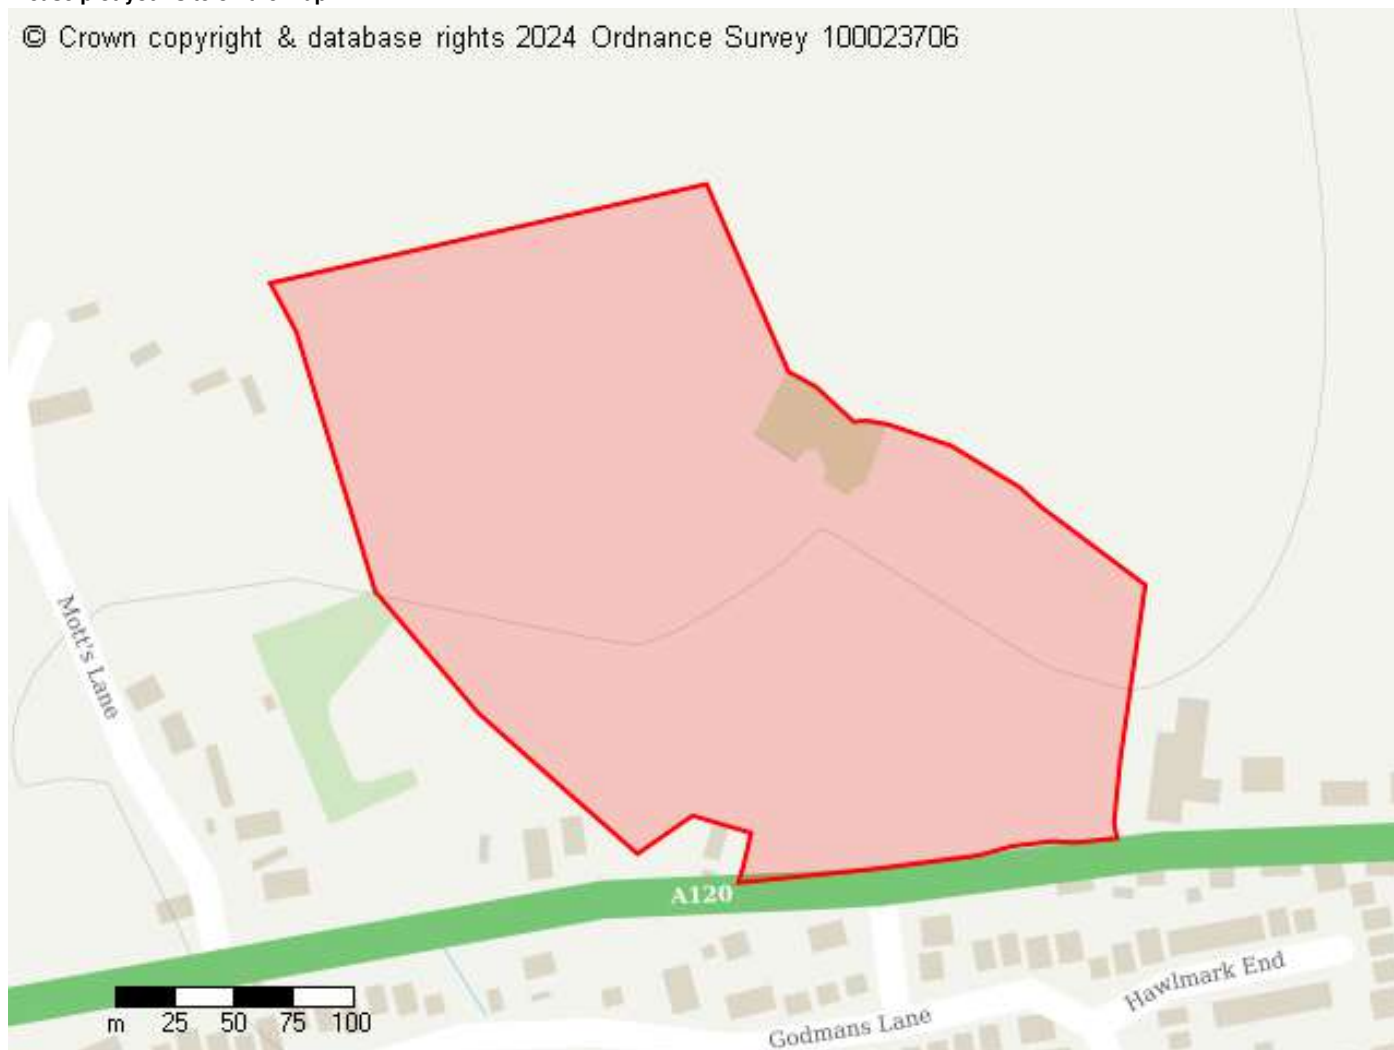 © Crown copyright & database rights 2024 Ordnance Survey 100023706
Mott's Lane
A120
Hawlmark End
Godmans Lane
m 25 50 75 100